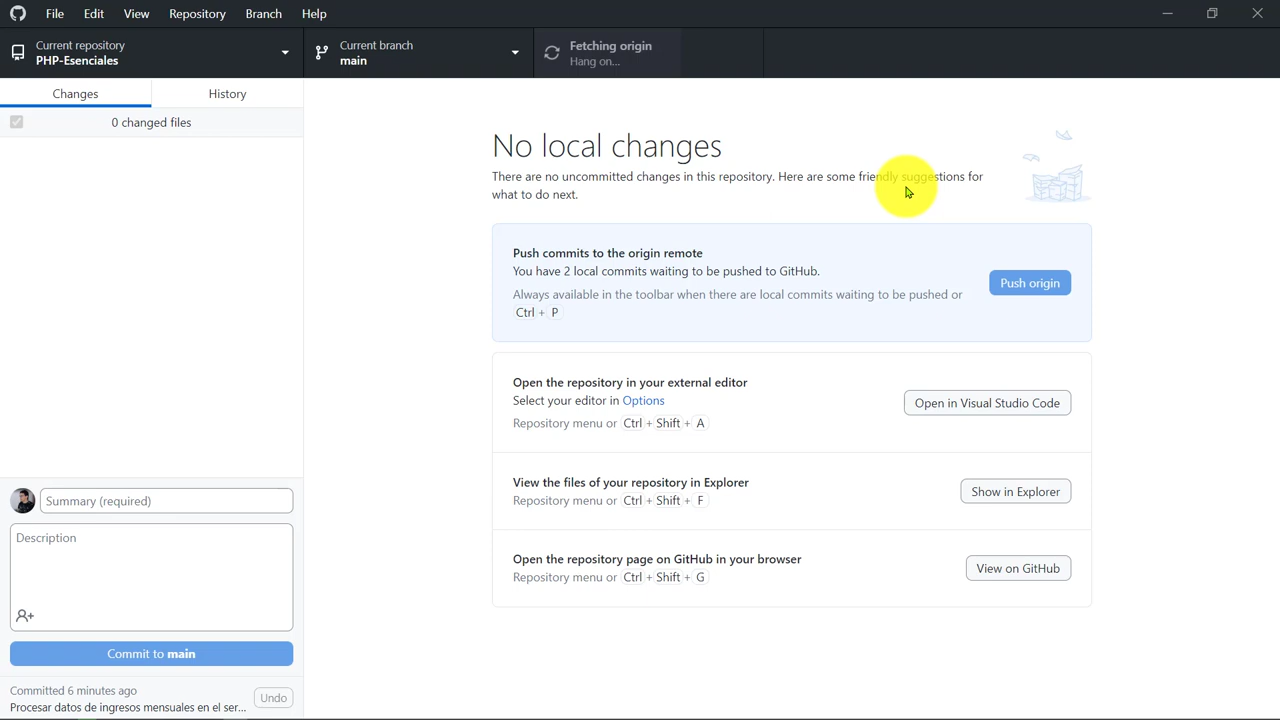 File Edit View Repository Branch Help
Current repository
PHP-Esenciales
Current branch
main
Fetching origin
Hang on...
Changes History
0 changed files
Summary (required)
Description
Commit to main
Committed 6 minutes ago
Procesar datos de ingresos mensuales en el ser...
Undo
No local changes
There are no uncommitted changes in this repository. Here are some friendly suggestions for
what to do next.
Push commits to the origin remote
You have 2 local commits waiting to be pushed to GitHub.
Always available in the toolbar when there are local commits waiting to be pushed or
Ctrl + P
Push origin
Open the repository in your external editor
Select your editor in Options
Repository menu or Ctrl + Shift + A
Open in Visual Studio Code
View the files of your repository in Explorer
Repository menu or Ctrl + Shift + F
Show in Explorer
Open the repository page on GitHub in your browser
Repository menu or Ctrl + Shift + G
View on GitHub